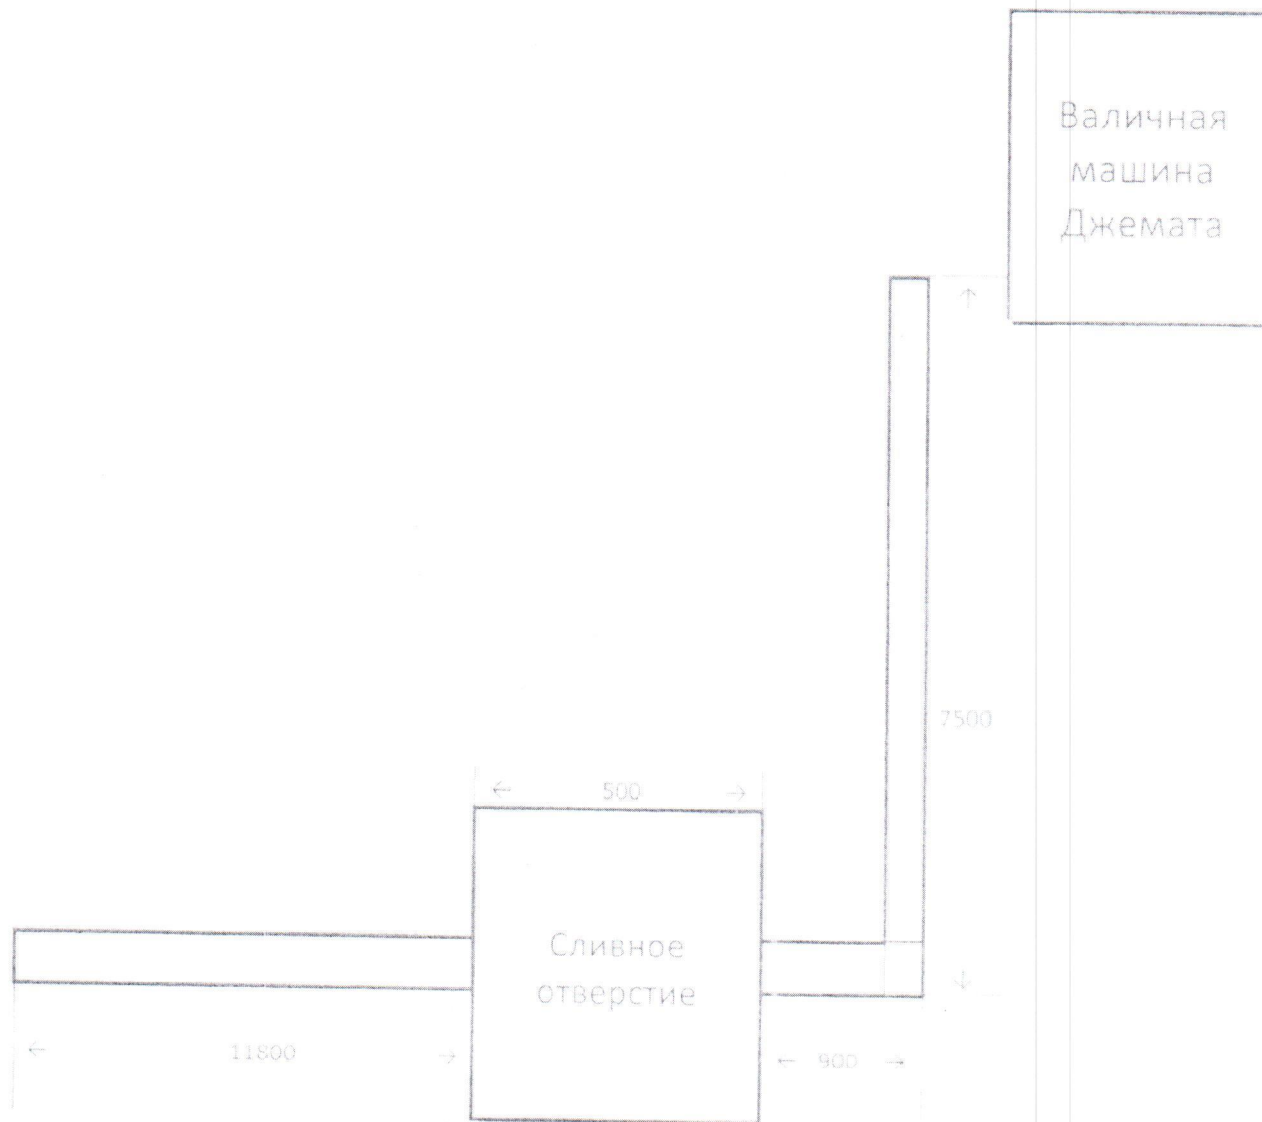 Валичная
машина
Джемата
7500
← 500 →
Сливное
отверстие
← 11800 →
← 900 →